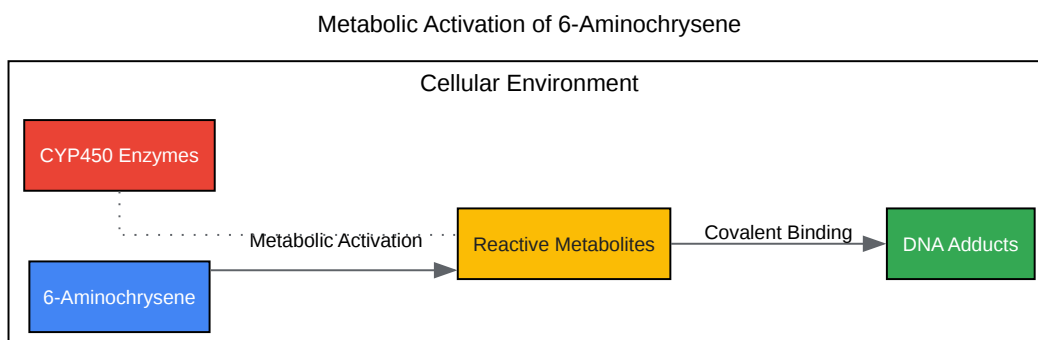 Metabolic Activation of 6-Aminochrysene
Cellular Environment
CYP450 Enzymes
Metabolic Activation
Reactive Metabolites
Covalent Binding
DNA Adducts
6-Aminochrysene